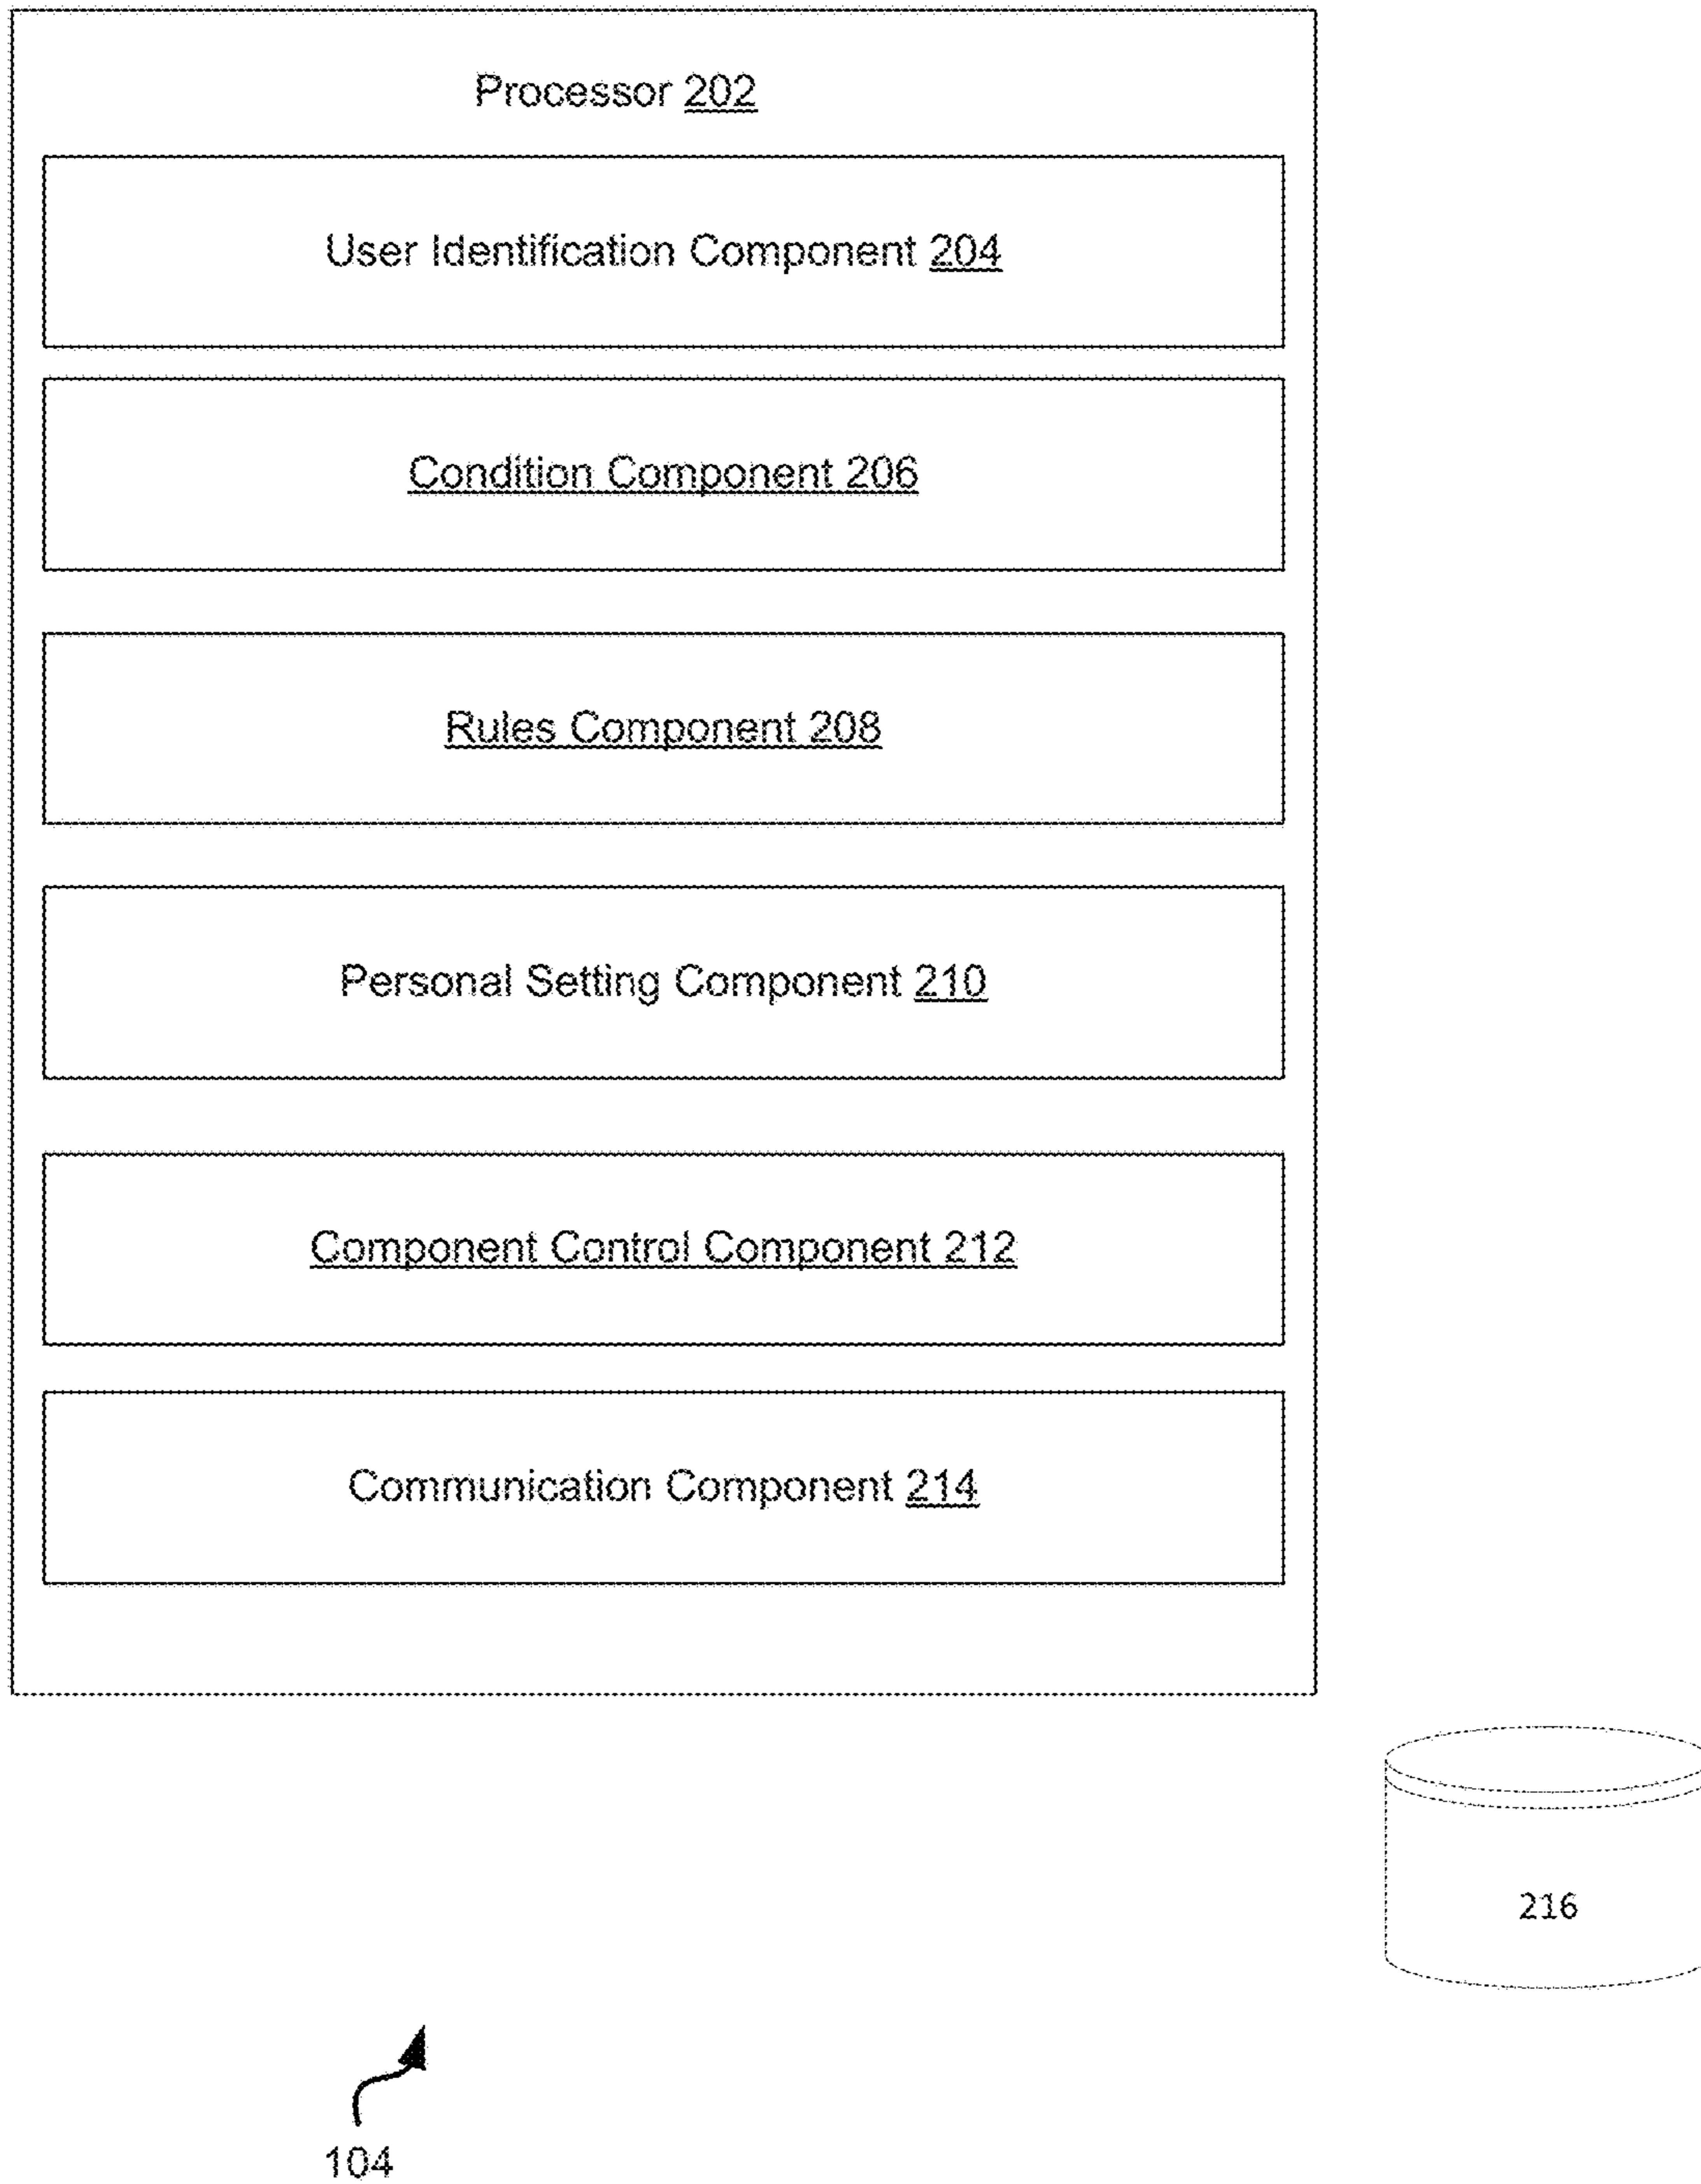 Processor 202
User Identification Component 204
Condition Component 206
Rules Component 208
Personal Setting Component 210
Component Control Component 212
Communication Component 214
216
104